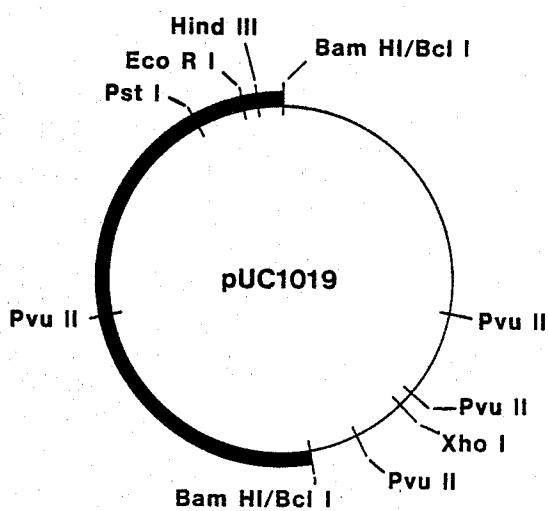 Hind III
Bam HI/Bcl I
Eco R I
Pst I
pUC1019
Pvu II
Pvu II
Pvu II
Xho I
Pvu II
Bam HI/Bcl I